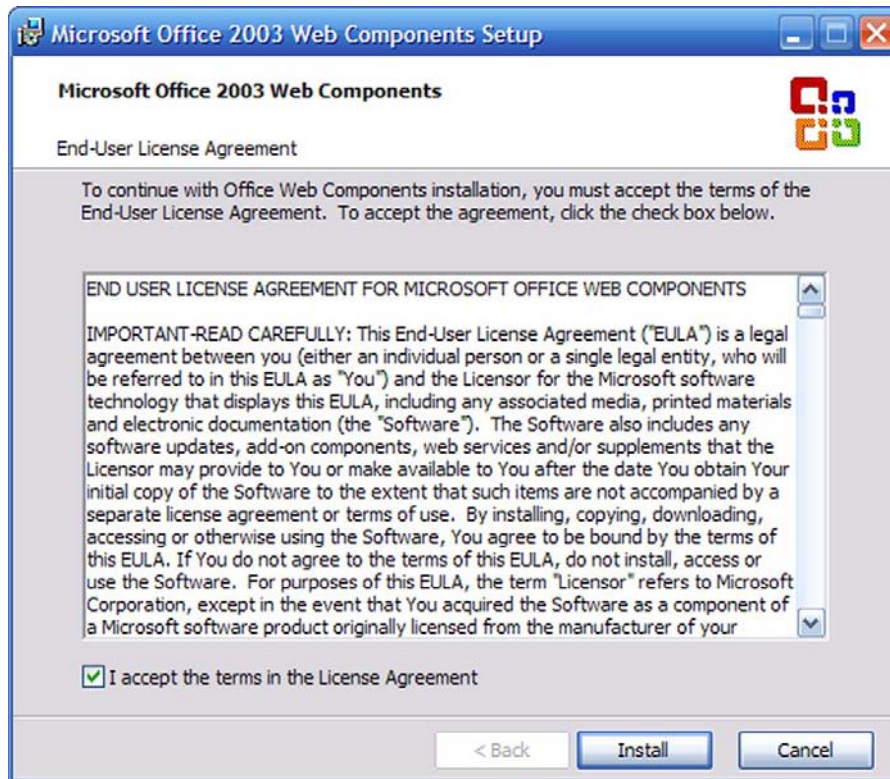 Microsoft Office 2003 Web Components Setup
Microsoft Office 2003 Web Components
End-User License Agreement
To continue with Office Web Components installation, you must accept the terms of the
End-User License Agreement.  To accept the agreement, click the check box below.
END USER LICENSE AGREEMENT FOR MICROSOFT OFFICE WEB COMPONENTS
IMPORTANT-READ CAREFULLY: This End-User License Agreement ("EULA") is a legal
agreement between you (either an individual person or a single legal entity, who will
be referred to in this EULA as "You") and the Licensor for the Microsoft software
technology that displays this EULA, including any associated media, printed materials
and electronic documentation (the "Software").  The Software also includes any
software updates, add-on components, web services and/or supplements that the
Licensor may provide to You or make available to You after the date You obtain Your
initial copy of the Software to the extent that such items are not accompanied by a
separate license agreement or terms of use.  By installing, copying, downloading,
accessing or otherwise using the Software, You agree to be bound by the terms of
this EULA. If You do not agree to the terms of this EULA, do not install, access or
use the Software.  For purposes of this EULA, the term "Licensor" refers to Microsoft
Corporation, except in the event that You acquired the Software as a component of
a Microsoft software product originally licensed from the manufacturer of your
I accept the terms in the License Agreement
< Back
Install
Cancel